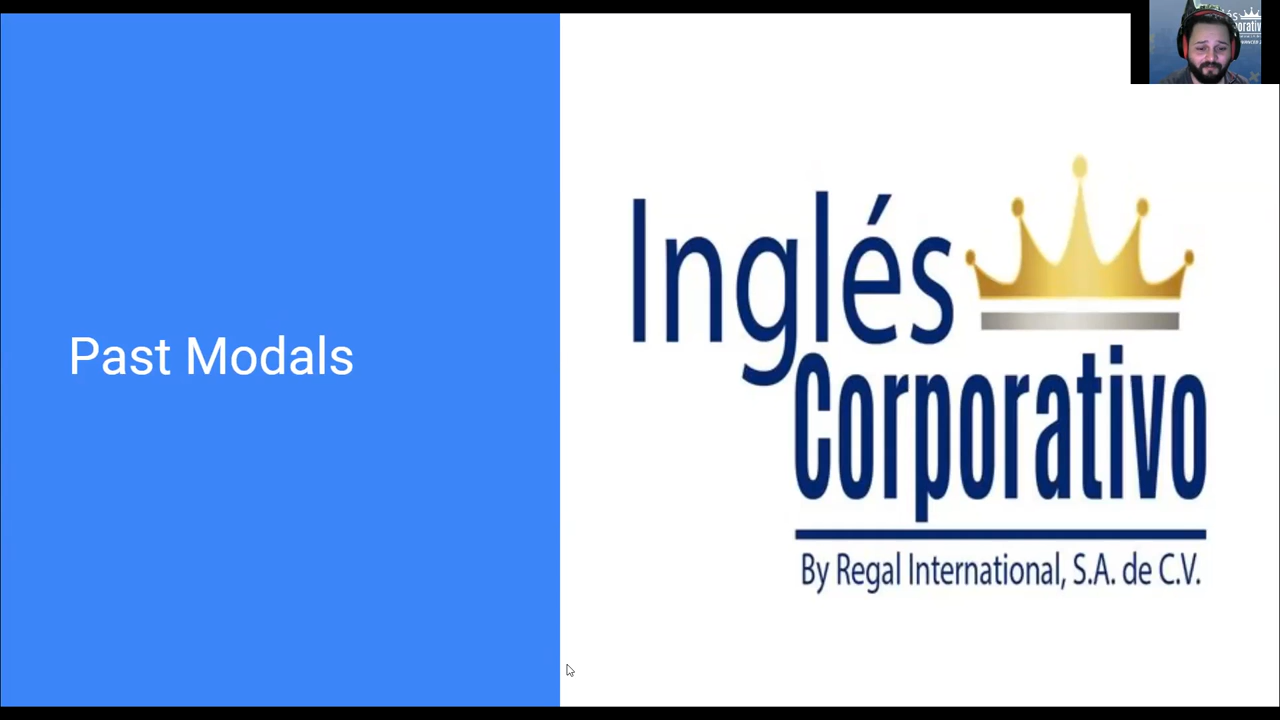 Past Modals
Inglés
Corporativo
By Regal International, S.A. de C.V.